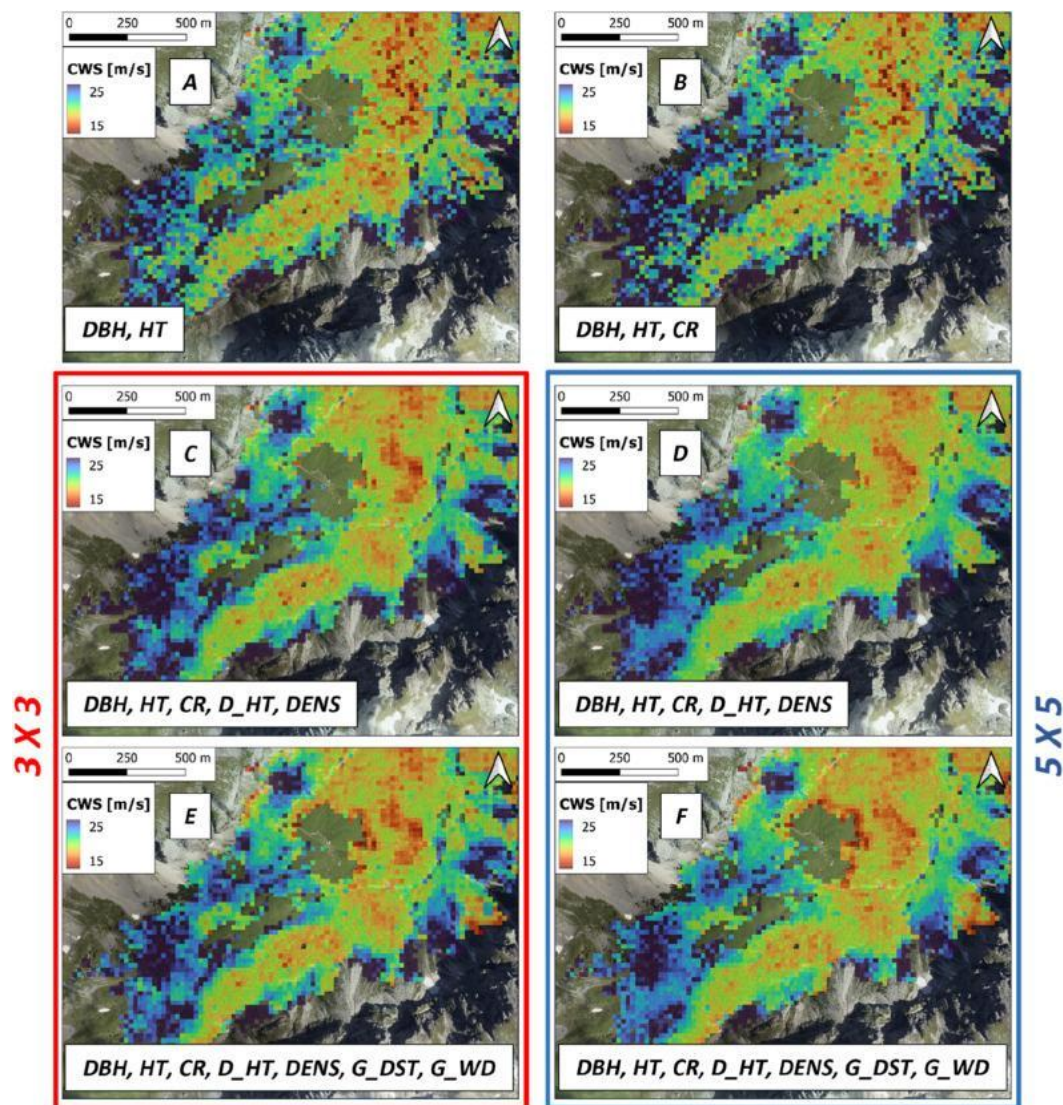 0 250 500 m
CWS [m/s]
25
15
A
DBH, HT
0 250 500 m
CWS [m/s]
25
15
B
DBH, HT, CR
3 X 3
0 250 500 m
CWS [m/s]
25
15
C
DBH, HT, CR, D_HT, DENS
0 250 500 m
CWS [m/s]
25
15
D
DBH, HT, CR, D_HT, DENS
0 250 500 m
CWS [m/s]
25
15
E
DBH, HT, CR, D_HT, DENS, G_DST, G_WD
0 250 500 m
CWS [m/s]
25
15
F
DBH, HT, CR, D_HT, DENS, G_DST, G_WD
5 X 5